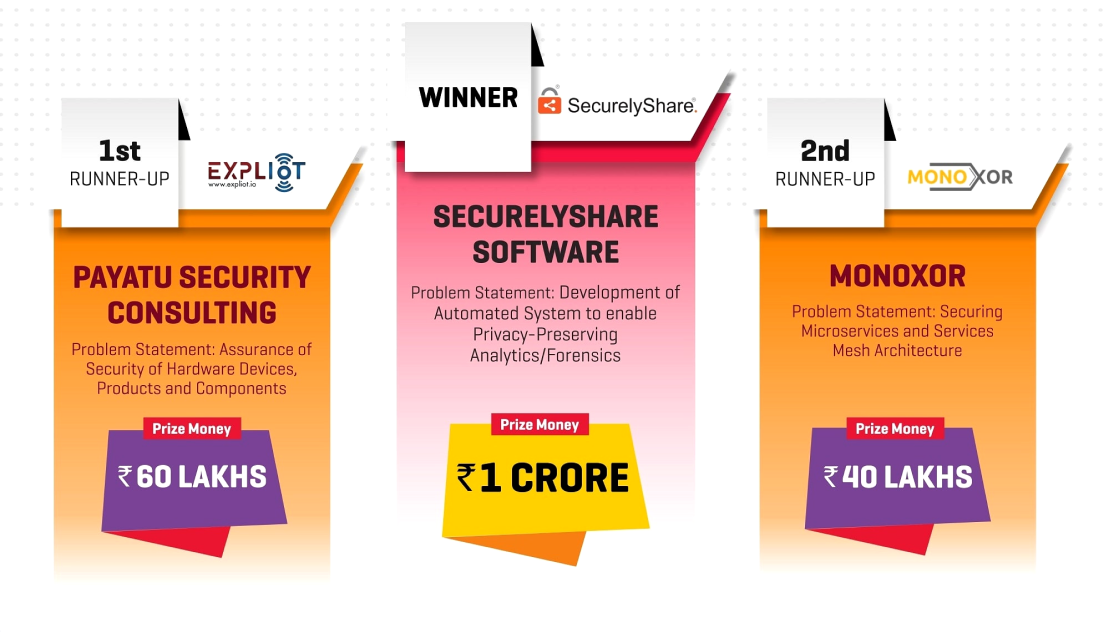 1st
RUNNER-UP
EXPLIOT
www.expliot.io
PAYATU SECURITY
CONSULTING
Problem Statement: Assurance of
Security of Hardware Devices,
Products and Components
Prize Money
₹60 LAKHS
WINNER
SecurelyShare
SECURELYSHARE
SOFTWARE
Problem Statement: Development of
Automated System to enable
Privacy-Preserving
Analytics/Forensics
Prize Money
₹1 CRORE
2nd
RUNNER-UP
MONOXOR
MONOXOR
Problem Statement: Securing
Microservices and Services
Mesh Architecture
Prize Money
₹40 LAKHS